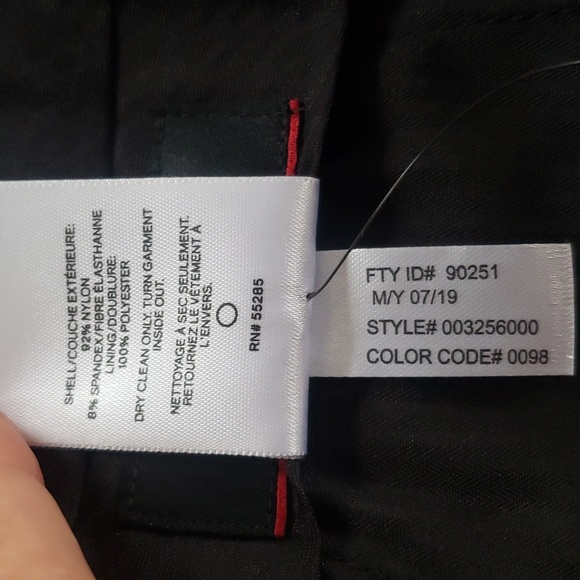 SHELL/COUCHE EXTÉRIEURE:
92% NYLON
8% SPANDEX/FIBRE ÉLASTHANNE
LINING/DOUBLURE:
100% POLYESTER
DRY CLEAN ONLY. TURN GARMENT
INSIDE OUT.
NETTOYAGE À SEC SEULEMENT.
RETOURNEZ LE VÊTEMENT À
L'ENVERS.
RN# 55285
FTY ID# 90251
M/Y 07/19
STYLE# 003256000
COLOR CODE# 0098